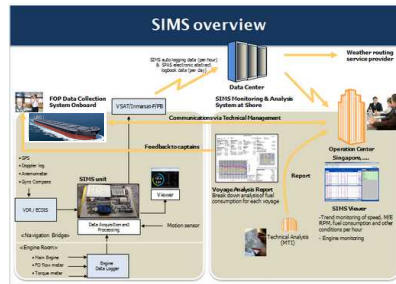 SIMS overview
SIMS auto logging data (per hour)
& SPAS electronic abstract
logbook data (per day)
Weather routing
service provider
Data Center
FOP Data Collection
System Onboard
VSAT/Inmarsat-F/FB
SIMS Monitoring & Analysis
System at Shore
Communications via Technical Management
Operation Center
Singapore,....
Feedback to captains
•GPS
•Doppler log
•Anemometer
•Gyro Compass
SIMS unit
Viewer
VDR / ECDIS
Data Acquisition and
Processing
Motion sensor
<Navigation Bridge>
<Engine Room>
•Main Engine
•FO flow meter
•Torque meter
Engine
Data Logger
Voyage Analysis Report
Break down analysis of fuel
consumption for each voyage
Report
Technical Analysis
(MTI)
SIMS Viewer
-Trend monitoring of speed, M/E
RPM, fuel consumption and other
conditions per hour
- Engine monitoring